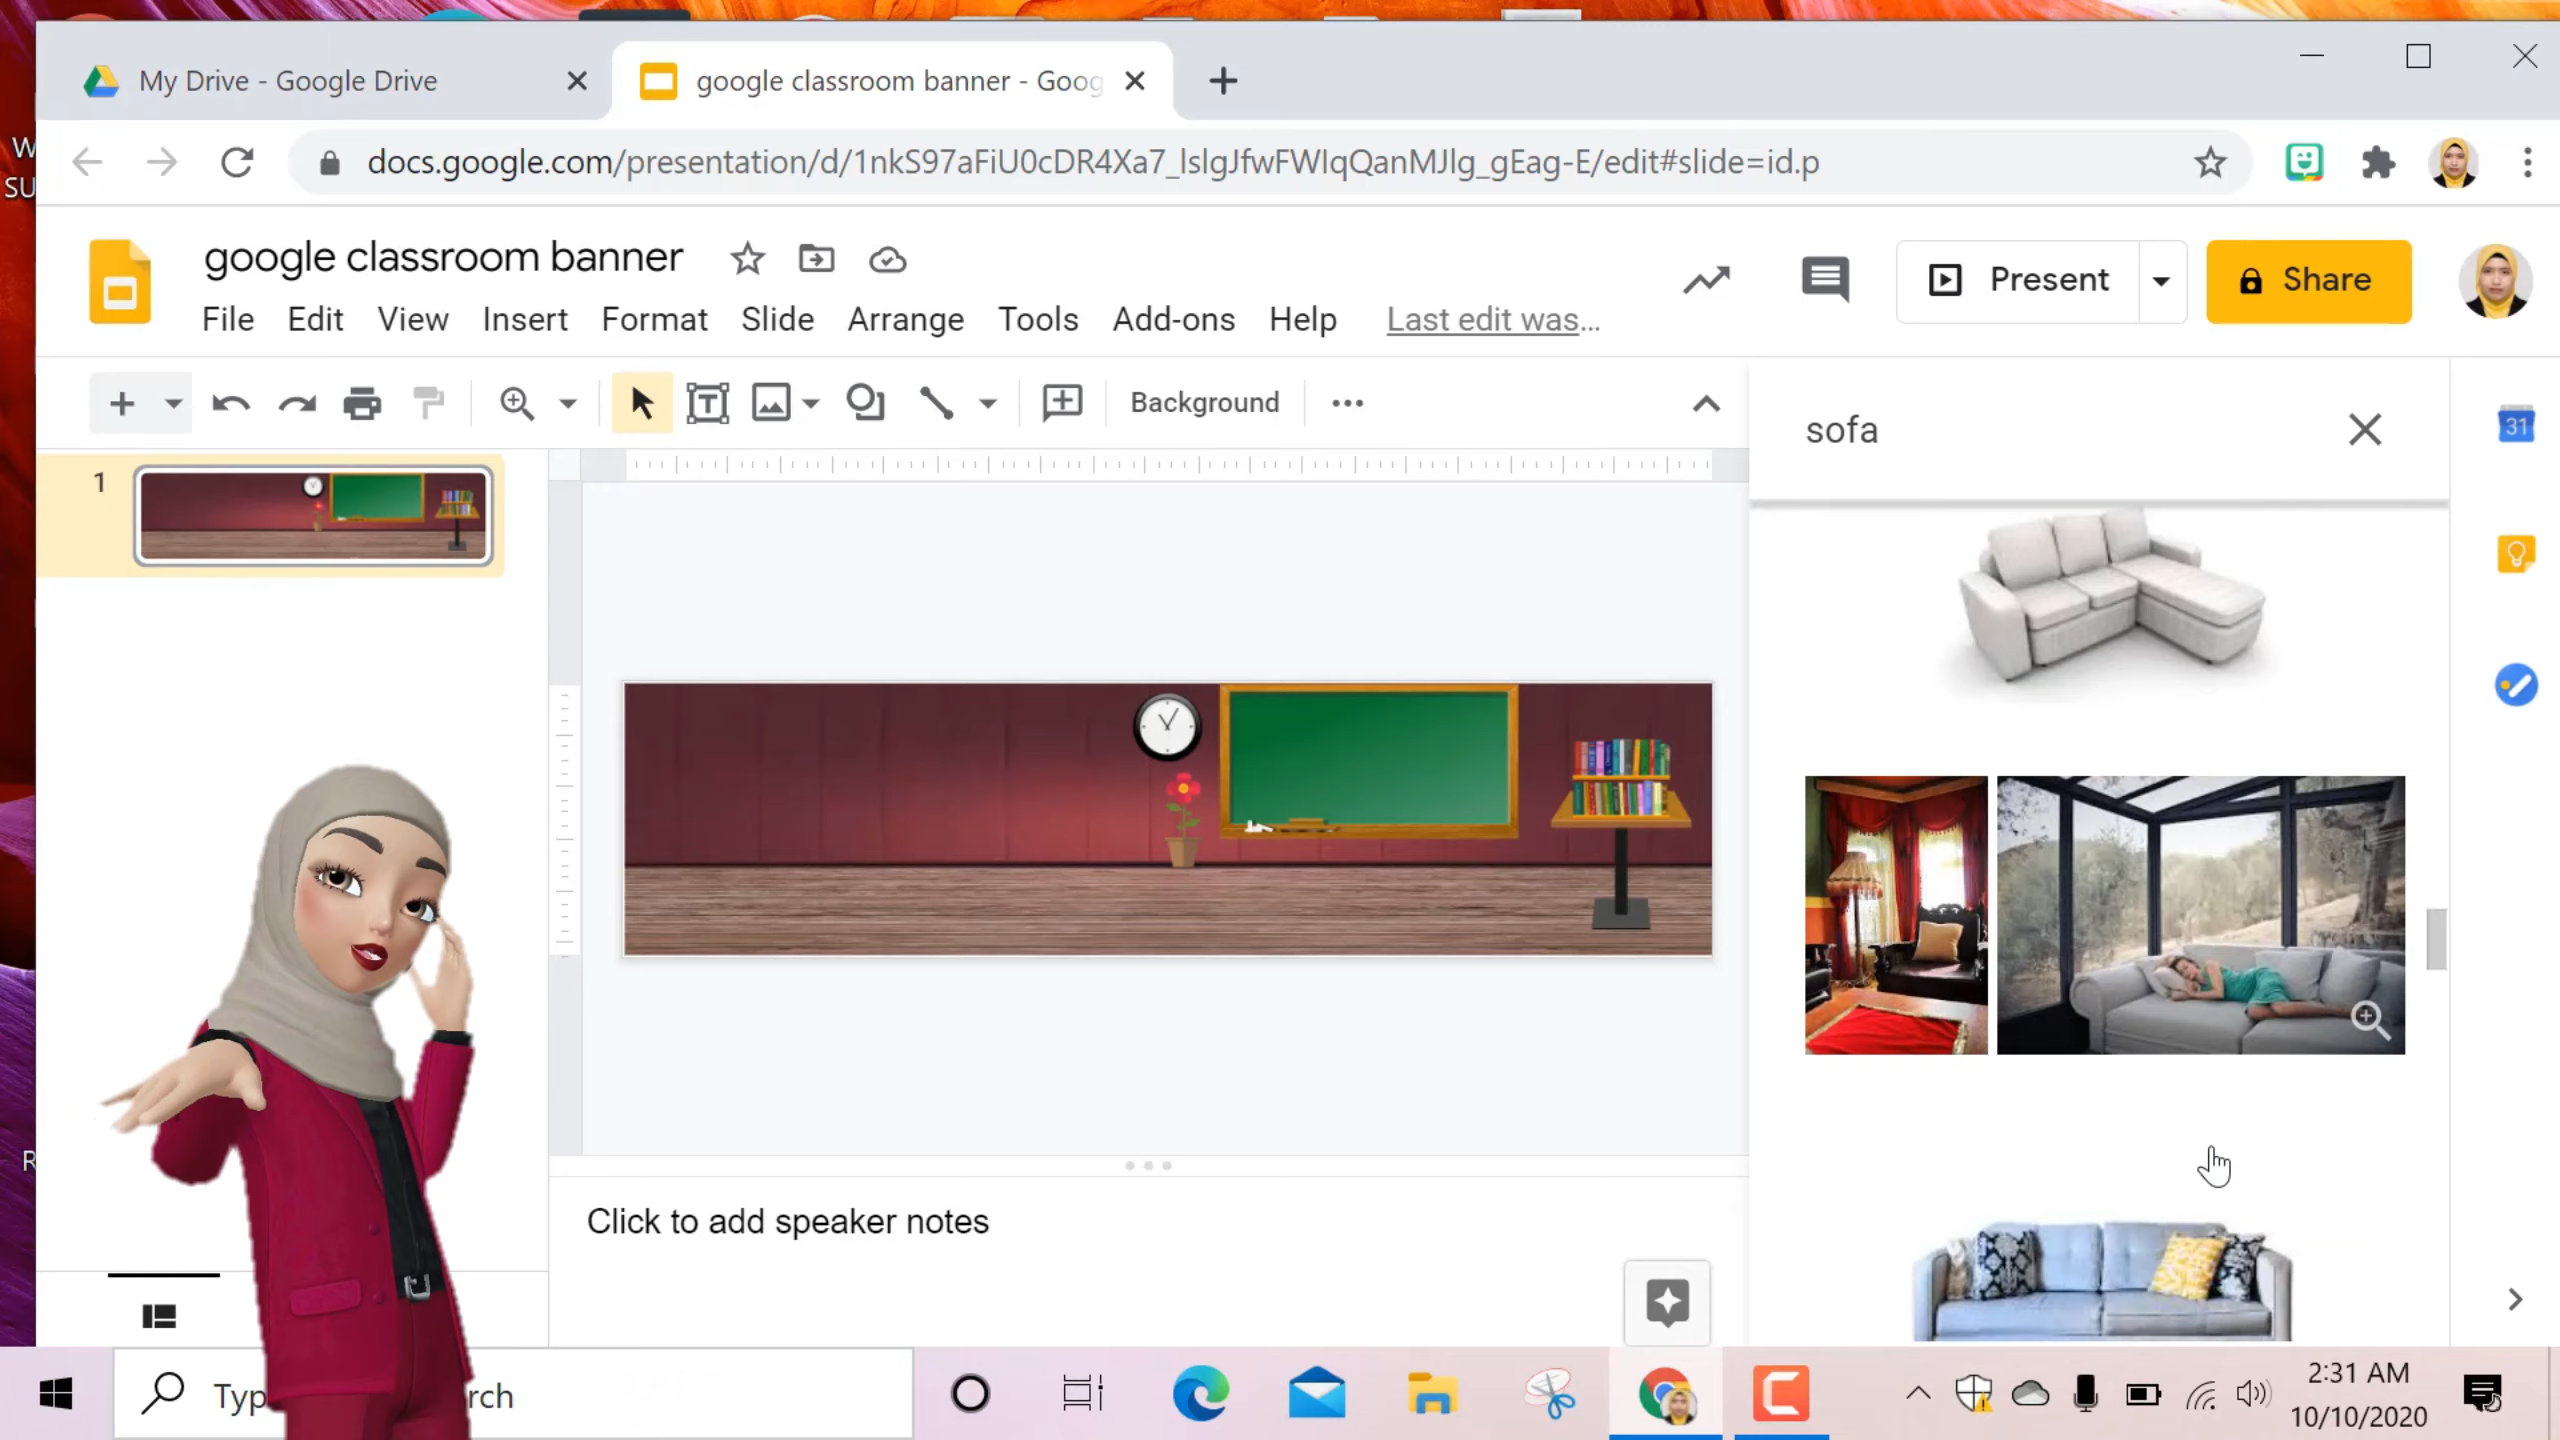 W
SU
R
My Drive - Google Drive
google classroom banner - Goog
docs.google.com/presentation/d/1nkS97aFiU0cDR4Xa7_lslgJfwFWIqQanMJlg_gEag-E/edit#slide=id.p
google classroom banner
Present
Share
File Edit View Insert Format Slide Arrange Tools Add-ons Help Last edit was...
Background
sofa
31
1
Click to add speaker notes
Typ rch
2:31 AM
10/10/2020